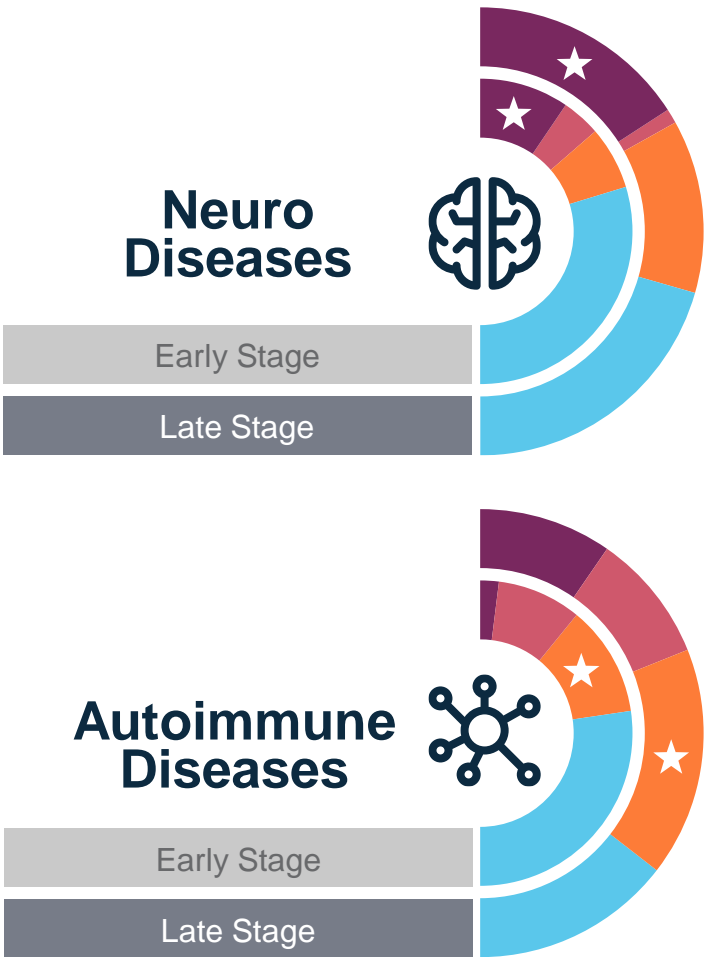 Neuro
Diseases
Early Stage
Late Stage
Autoimmune
Diseases
Early Stage
Late Stage